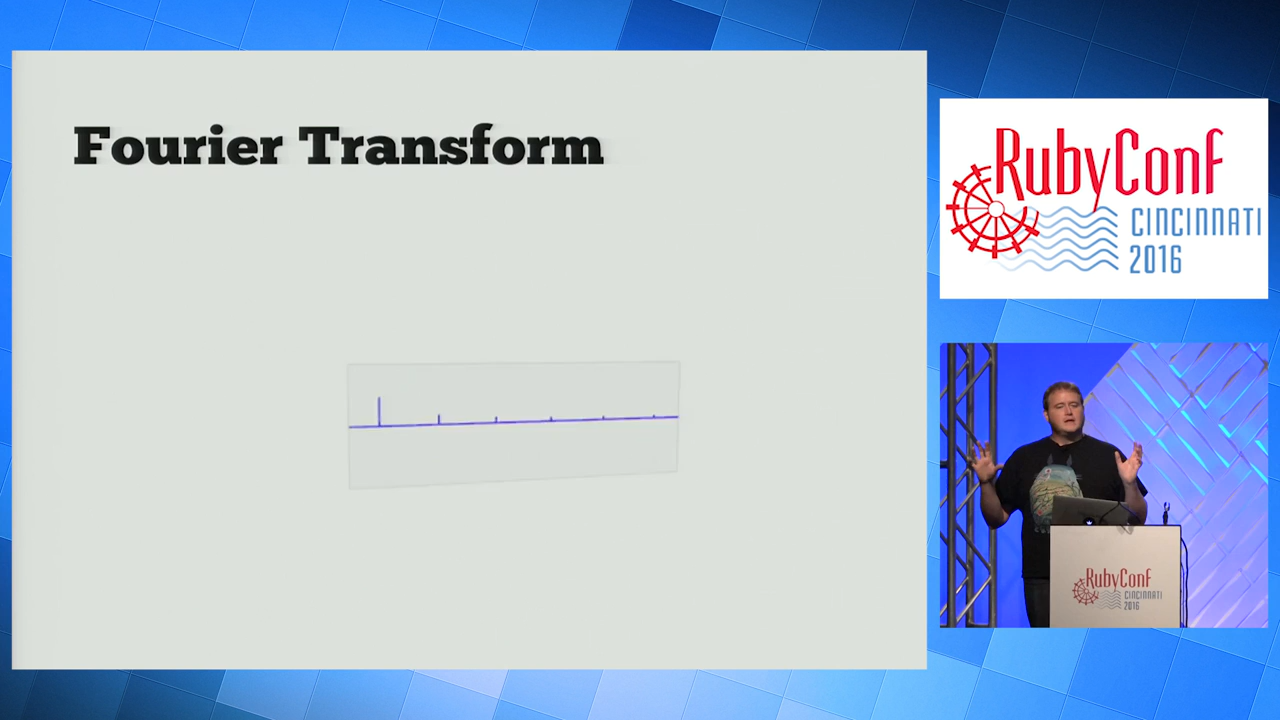 Fourier Transform
RubyConf
CINCINNATI
2016
RubyConf
CINCINNATI
2016